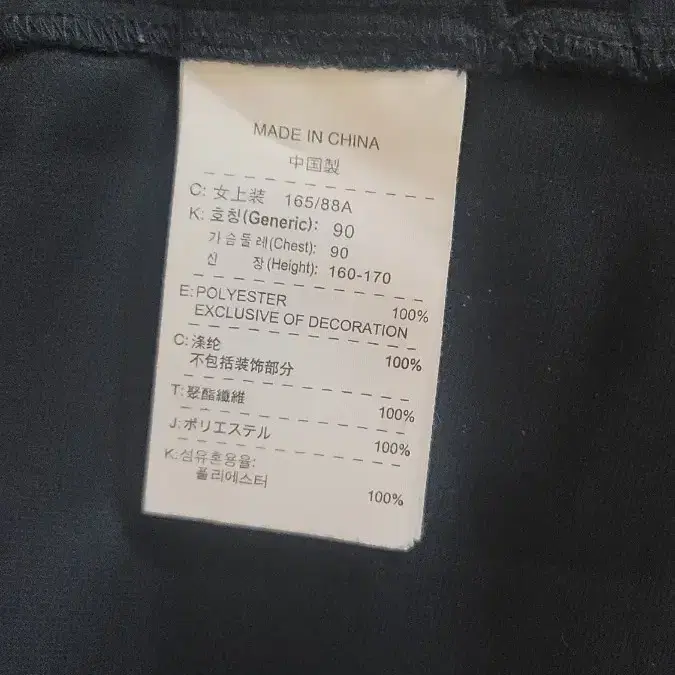 MADE IN CHINA
中国製
C: 女上装 165/88A
K: 호칭(Generic): 90
가슴둘레(Chest): 90
신 장(Height): 160-170
E: POLYESTER 100%
EXCLUSIVE OF DECORATION
C: 涤纶 100%
不包括装饰部分
T: 聚酯纖維 100%
J: ポリエステル 100%
K: 섬유혼용율:
폴리에스터 100%